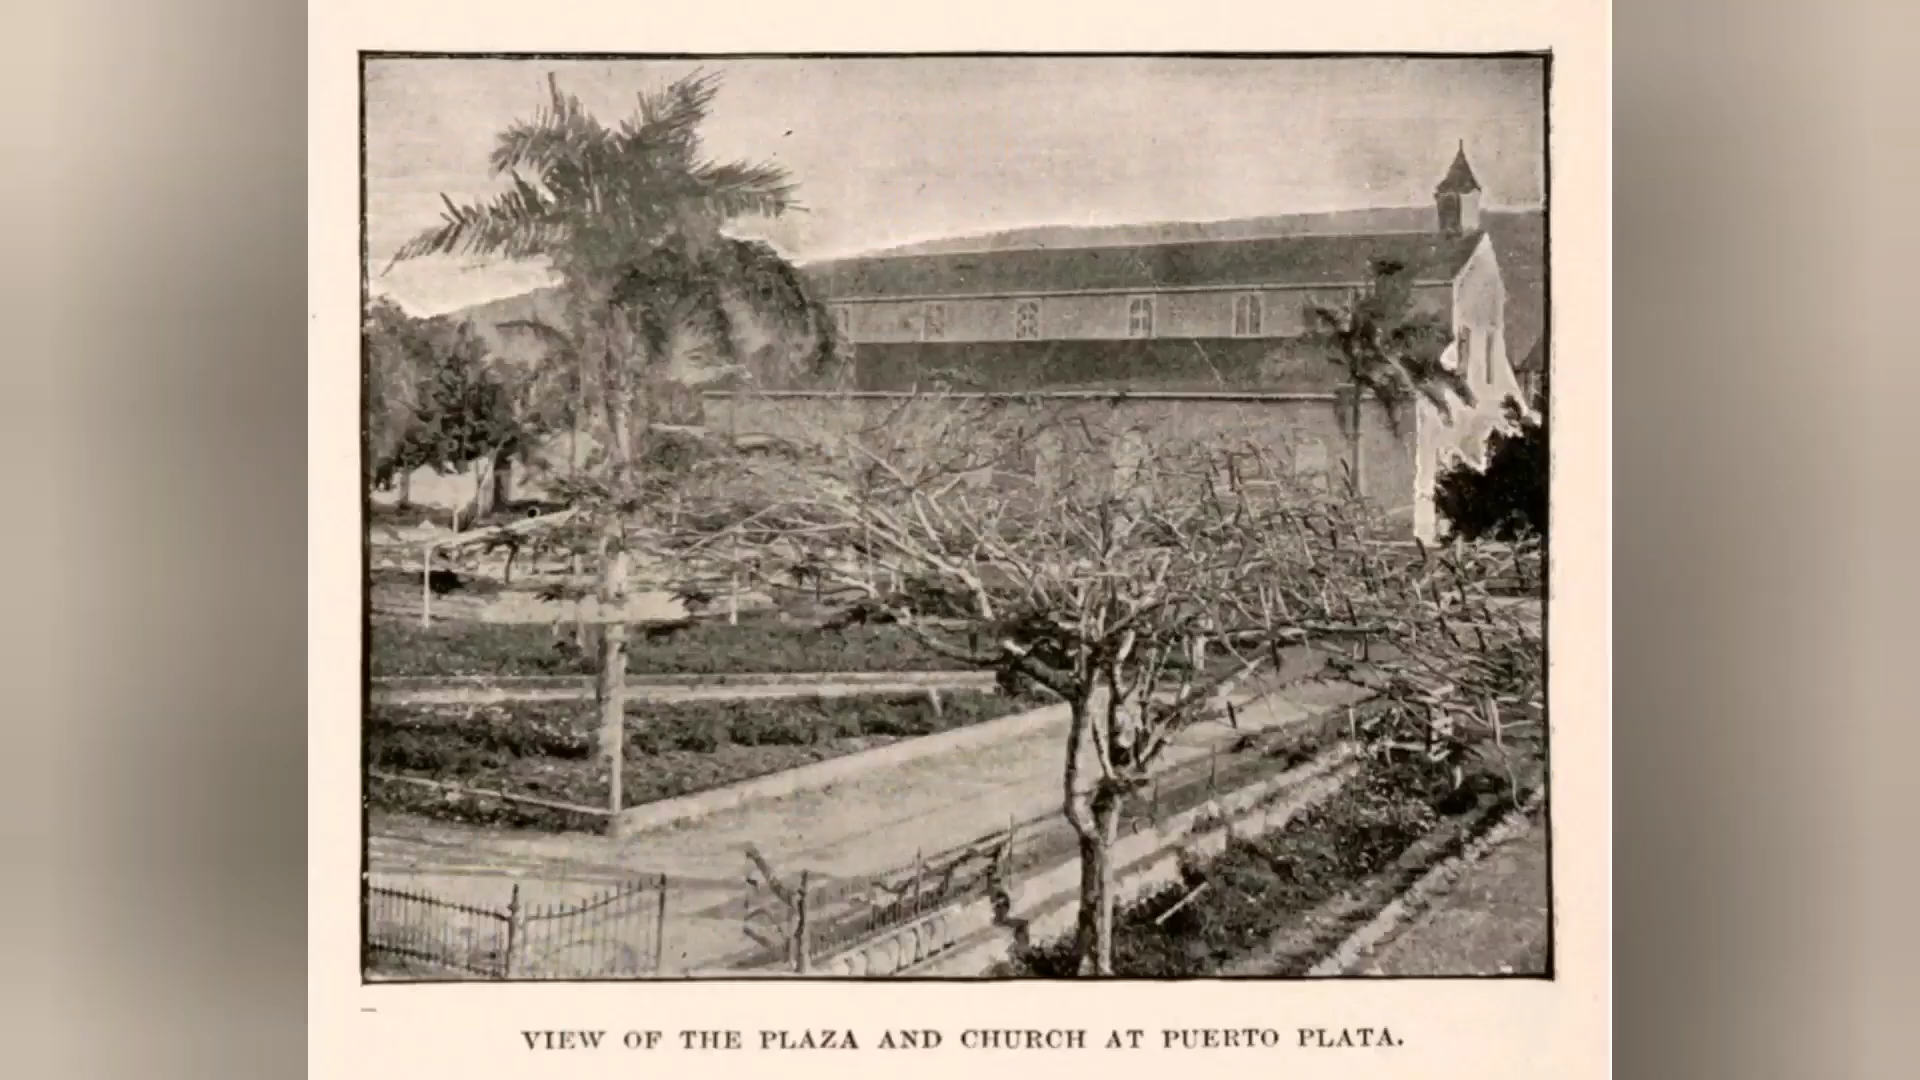 VIEW OF THE PLAZA AND CHURCH AT PUERTO PLATA.